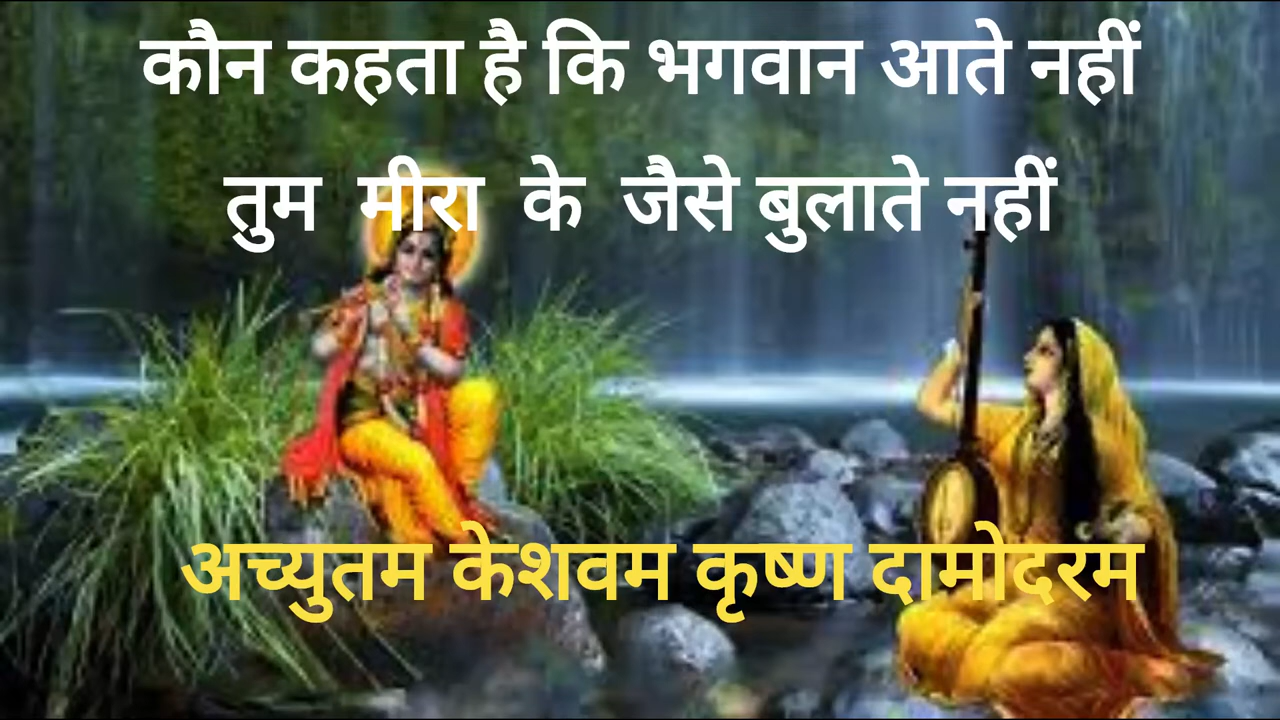 कौन कहता है कि भगवान आते नहीं
तुम मीरा के जैसे बुलाते नहीं
अच्युतम केशवम कृष्ण दामोदरम